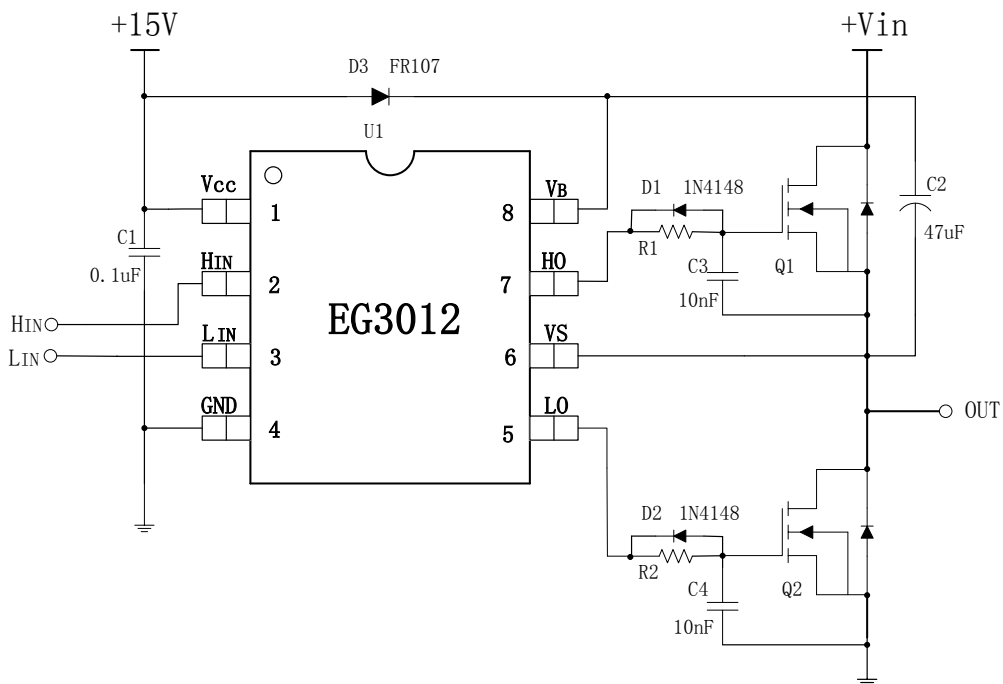 +15V
+Vin
D3 FR107
U1
Vcc
1
VB
8
D1 1N4148
C2
47uF
C1
0.1uF
HIN
2
HO
7
R1
C3
10nF
Q1
EG3012
HIN
LIN
LIN
3
VS
6
GND
4
LO
5
OUT
D2 1N4148
R2
C4
10nF
Q2